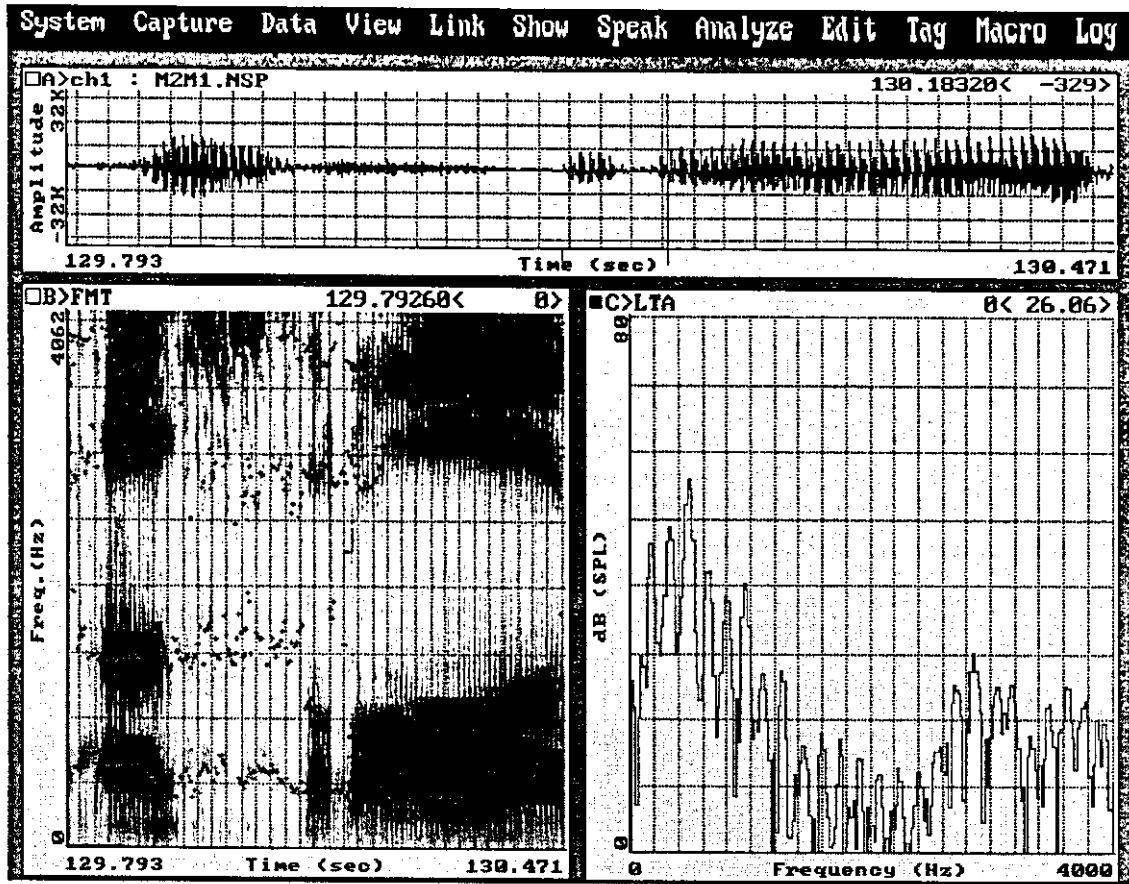 System Capture Data View Link Show Speak Analyze Edit Tag Macro Log
A>ch1 : M2M1.NSP 130.18320< -329>
Amplitude
32K
-32K
129.793 Time (sec) 130.471
B>FMT 129.79260< 0>
4062
Freq.(Hz)
0
129.793 Time (sec) 130.471
C>LTA 0< 26.06>
80
dB (SPL)
0
0 Frequency (Hz) 4000